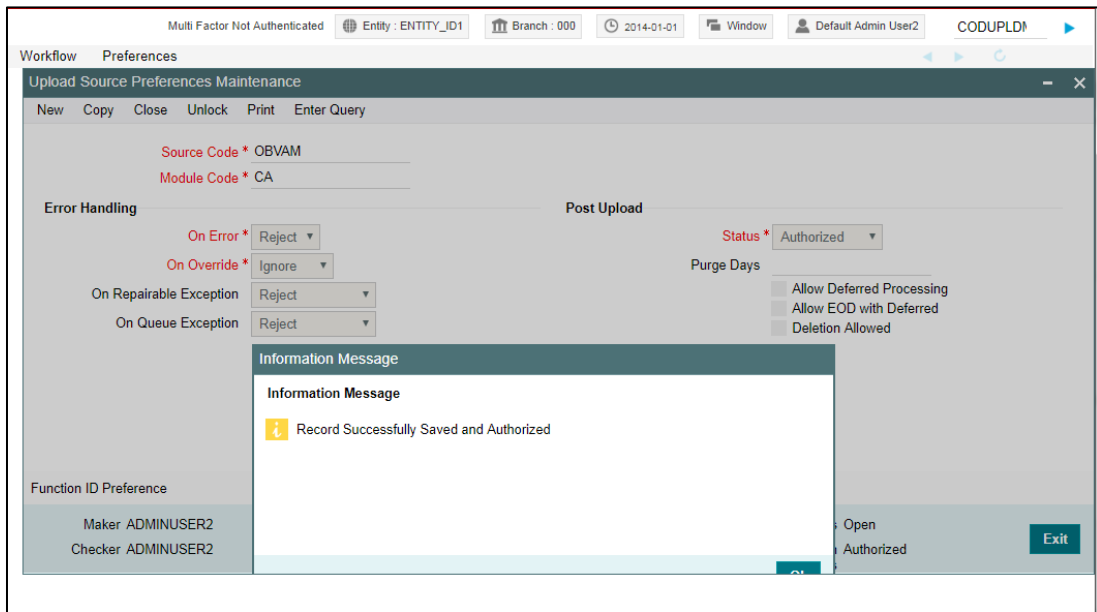 Multi Factor Not Authenticated Entity : ENTITY_ID1 Branch : 000 2014-01-01 Window Default Admin User2
Workflow Preferences
Upload Source Preferences Maintenance
New Copy Close Unlock Print Enter Query
Source Code * OBVAM
Module Code * CA
Error Handling Post Upload
On Error * Reject Status * Authorized
On Override * Ignore Purge Days
On Repairable Exception Reject Allow Deferred Processing
Allow EOD with Deferred
On Queue Exception Reject Deletion Allowed
Information Message
Information Message
Record Successfully Saved and Authorized
Function ID Preference
Maker ADMINUSER2 Open
Checker ADMINUSER2 Authorized
Exit